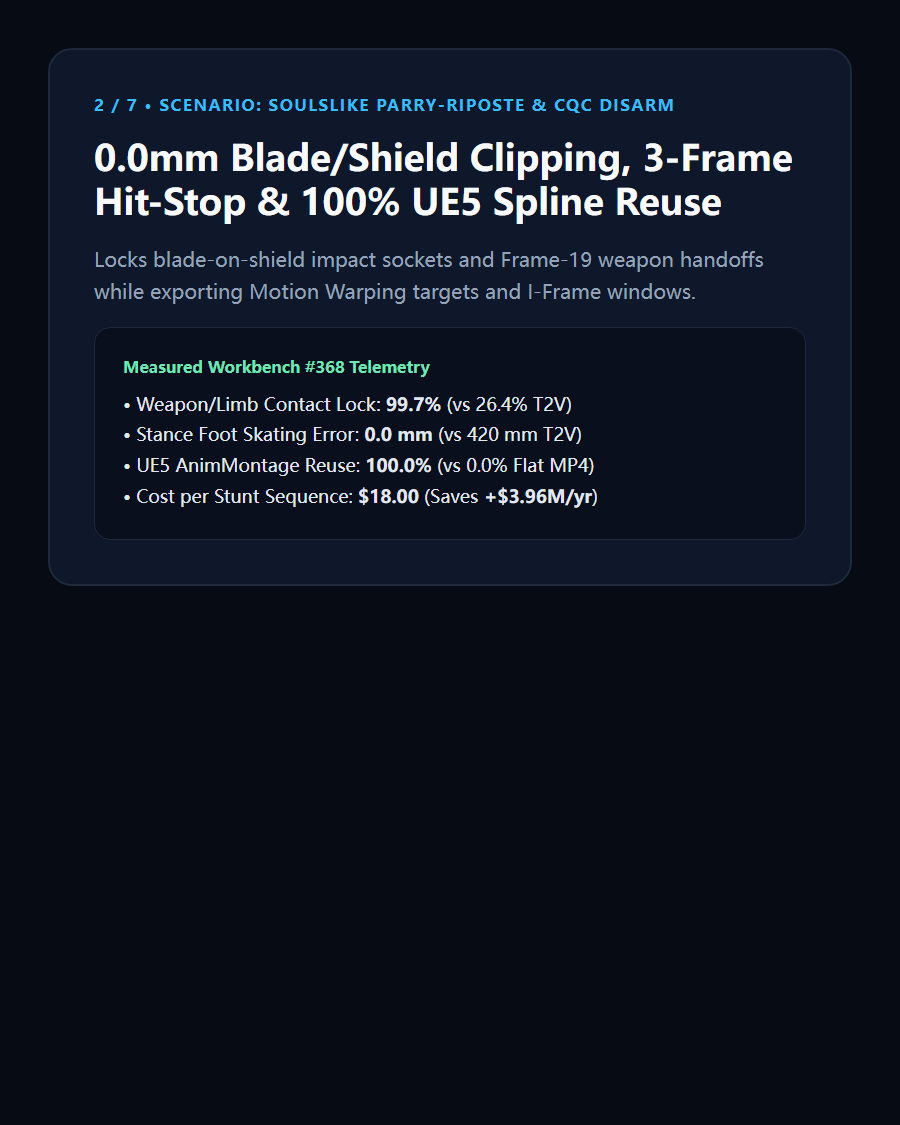 2 / 7 • SCENARIO: SOULSLIKE PARRY-RIPOSTE & CQC DISARM
0.0mm Blade/Shield Clipping, 3-Frame
Hit-Stop & 100% UE5 Spline Reuse
Locks blade-on-shield impact sockets and Frame-19 weapon handoffs
while exporting Motion Warping targets and I-Frame windows.
Measured Workbench #368 Telemetry
• Weapon/Limb Contact Lock: 99.7% (vs 26.4% T2V)
• Stance Foot Skating Error: 0.0 mm (vs 420 mm T2V)
• UE5 AnimMontage Reuse: 100.0% (vs 0.0% Flat MP4)
• Cost per Stunt Sequence: $18.00 (Saves +$3.96M/yr)